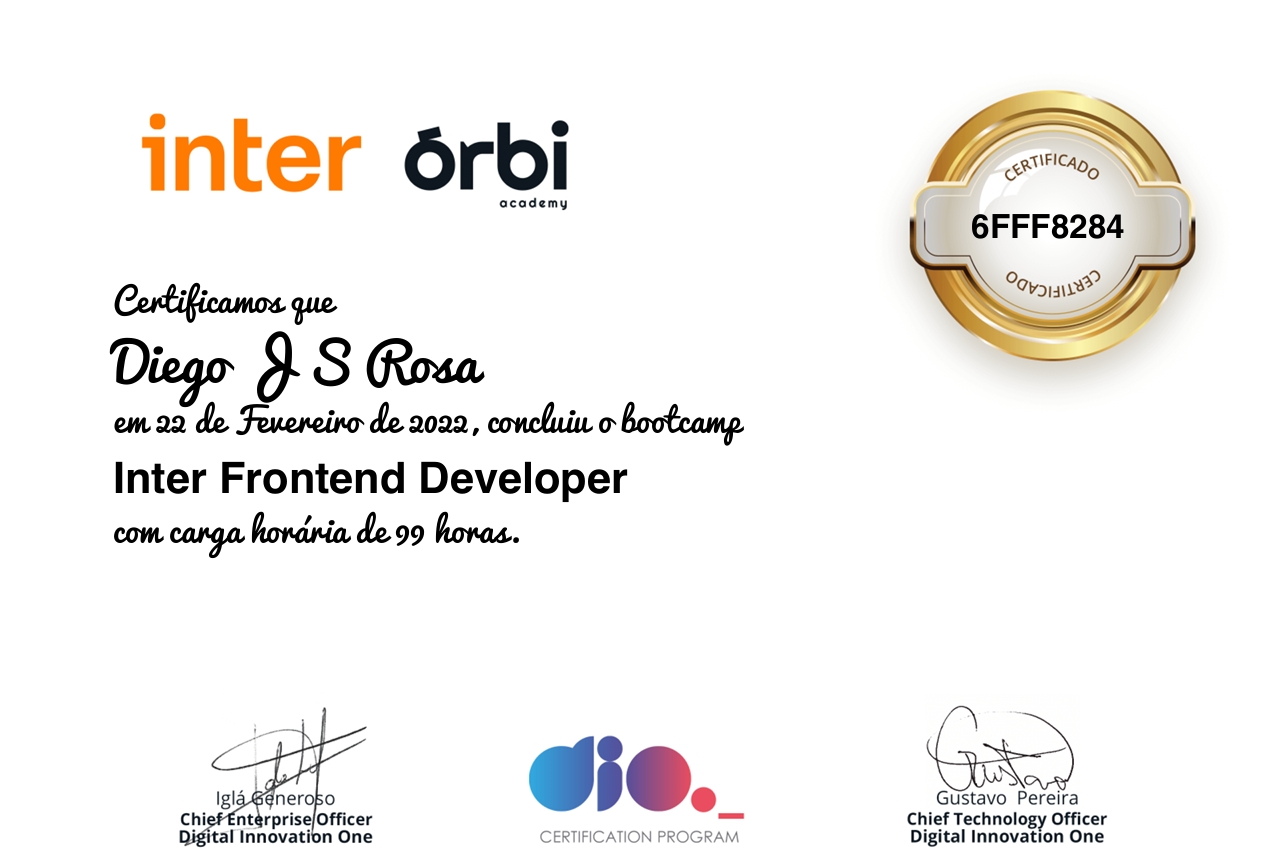 inter órbi
academy
CERTIFICADO
6FFF8284
CERTIFICADO
Certificamos que
Diego J S Rosa
em 22 de Fevereiro de 2022, concluiu o bootcamp
Inter Frontend Developer
com carga horária de 99 horas.
Iglá Generoso
Chief Enterprise Officer
Digital Innovation One
dio_
CERTIFICATION PROGRAM
Gustavo
Gustavo Pereira
Chief Technology Officer
Digital Innovation One